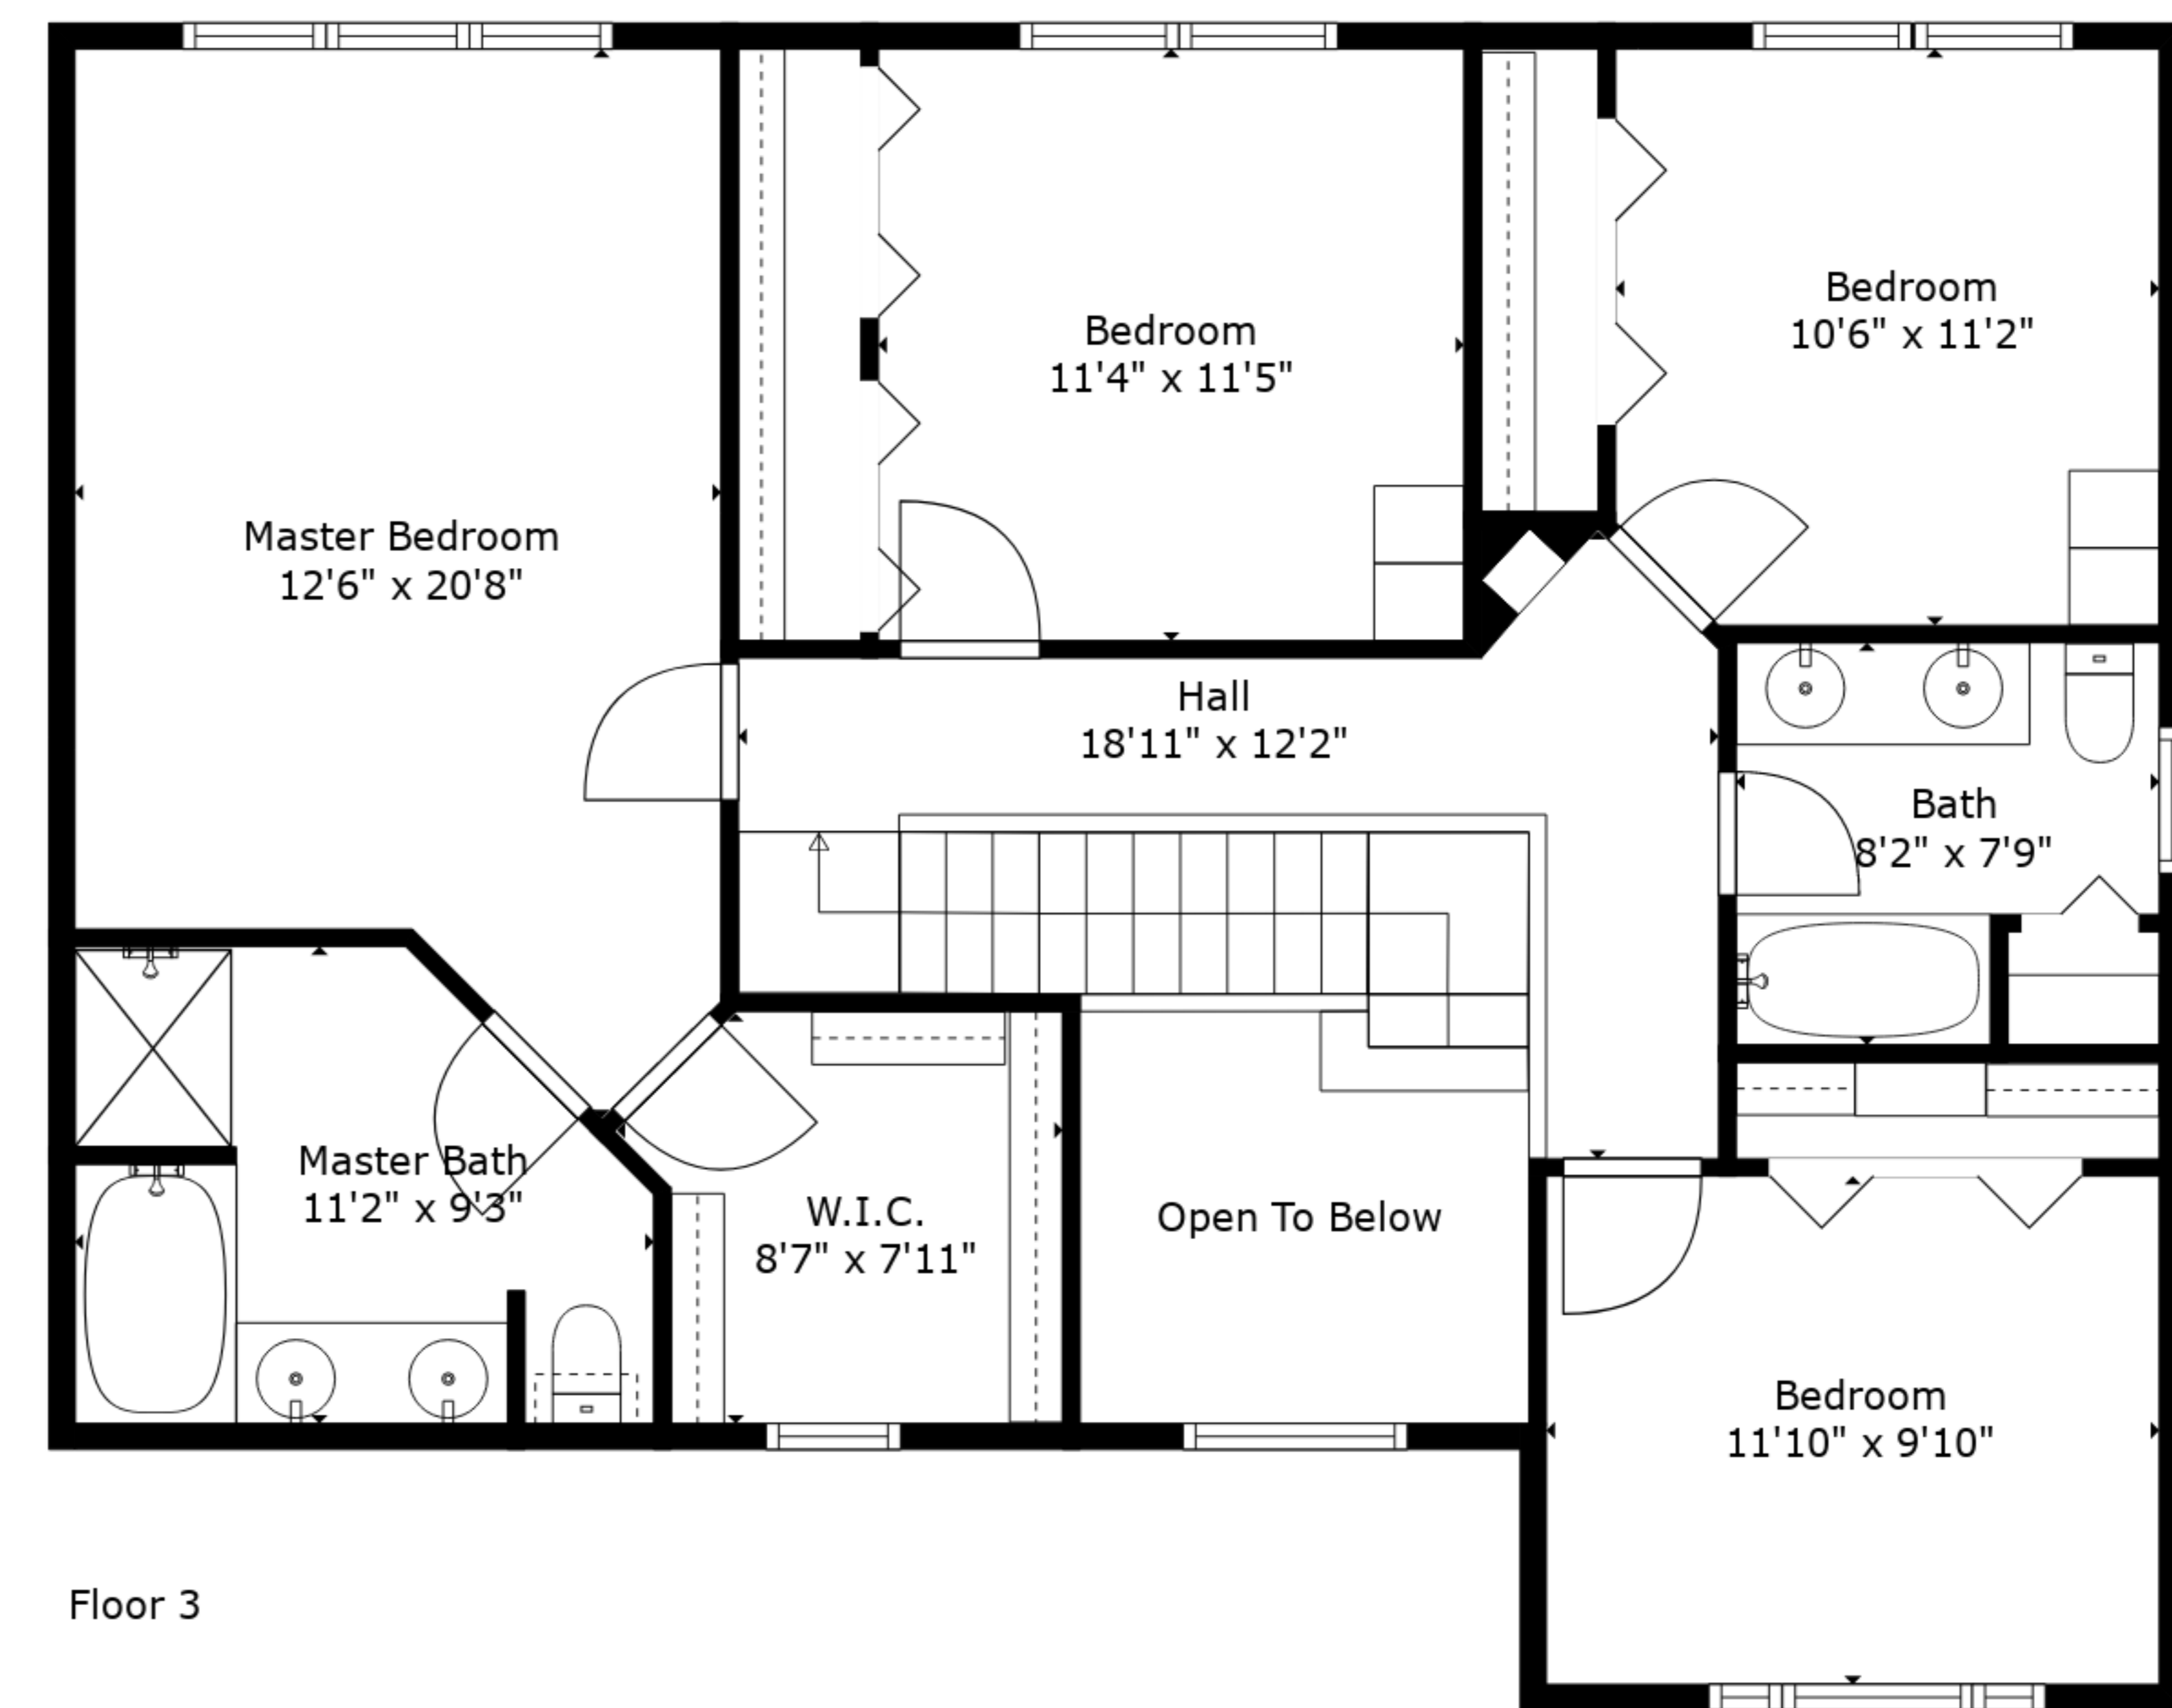 Bedroom
10'6" x 11'2"
Bedroom
11'4" x 11'5"
Master Bedroom
12'6" x 20'8"
Hall
18'11" x 12'2"
Bath
8'2" x 7'9"
Master Bath
11'2" x 9'3"
W.I.C.
8'7" x 7'11"
Open To Below
Bedroom
11'10" x 9'10"
Floor 3